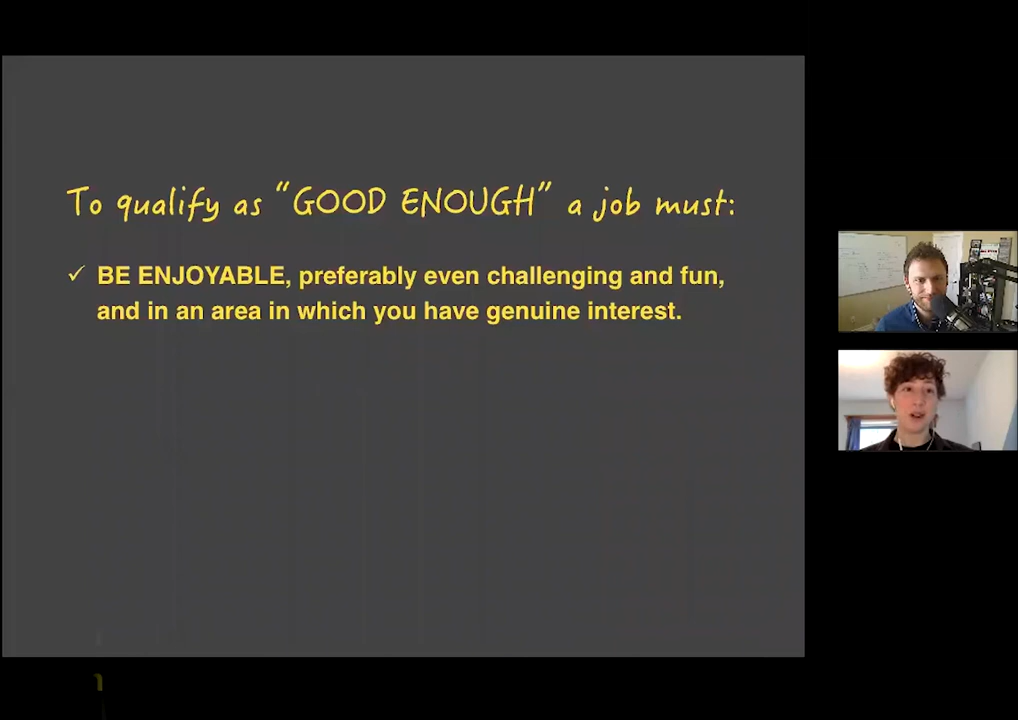 To qualify as “GOOD ENOUGH” a job must:
✓ BE ENJOYABLE, preferably even challenging and fun,
and in an area in which you have genuine interest.